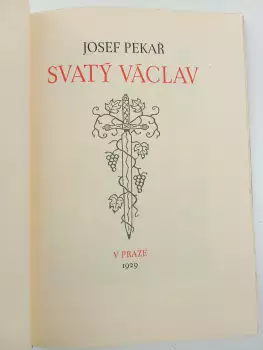 JOSEF PEKAŘ
SVATÝ VÁCLAV
V PRAZE
1929